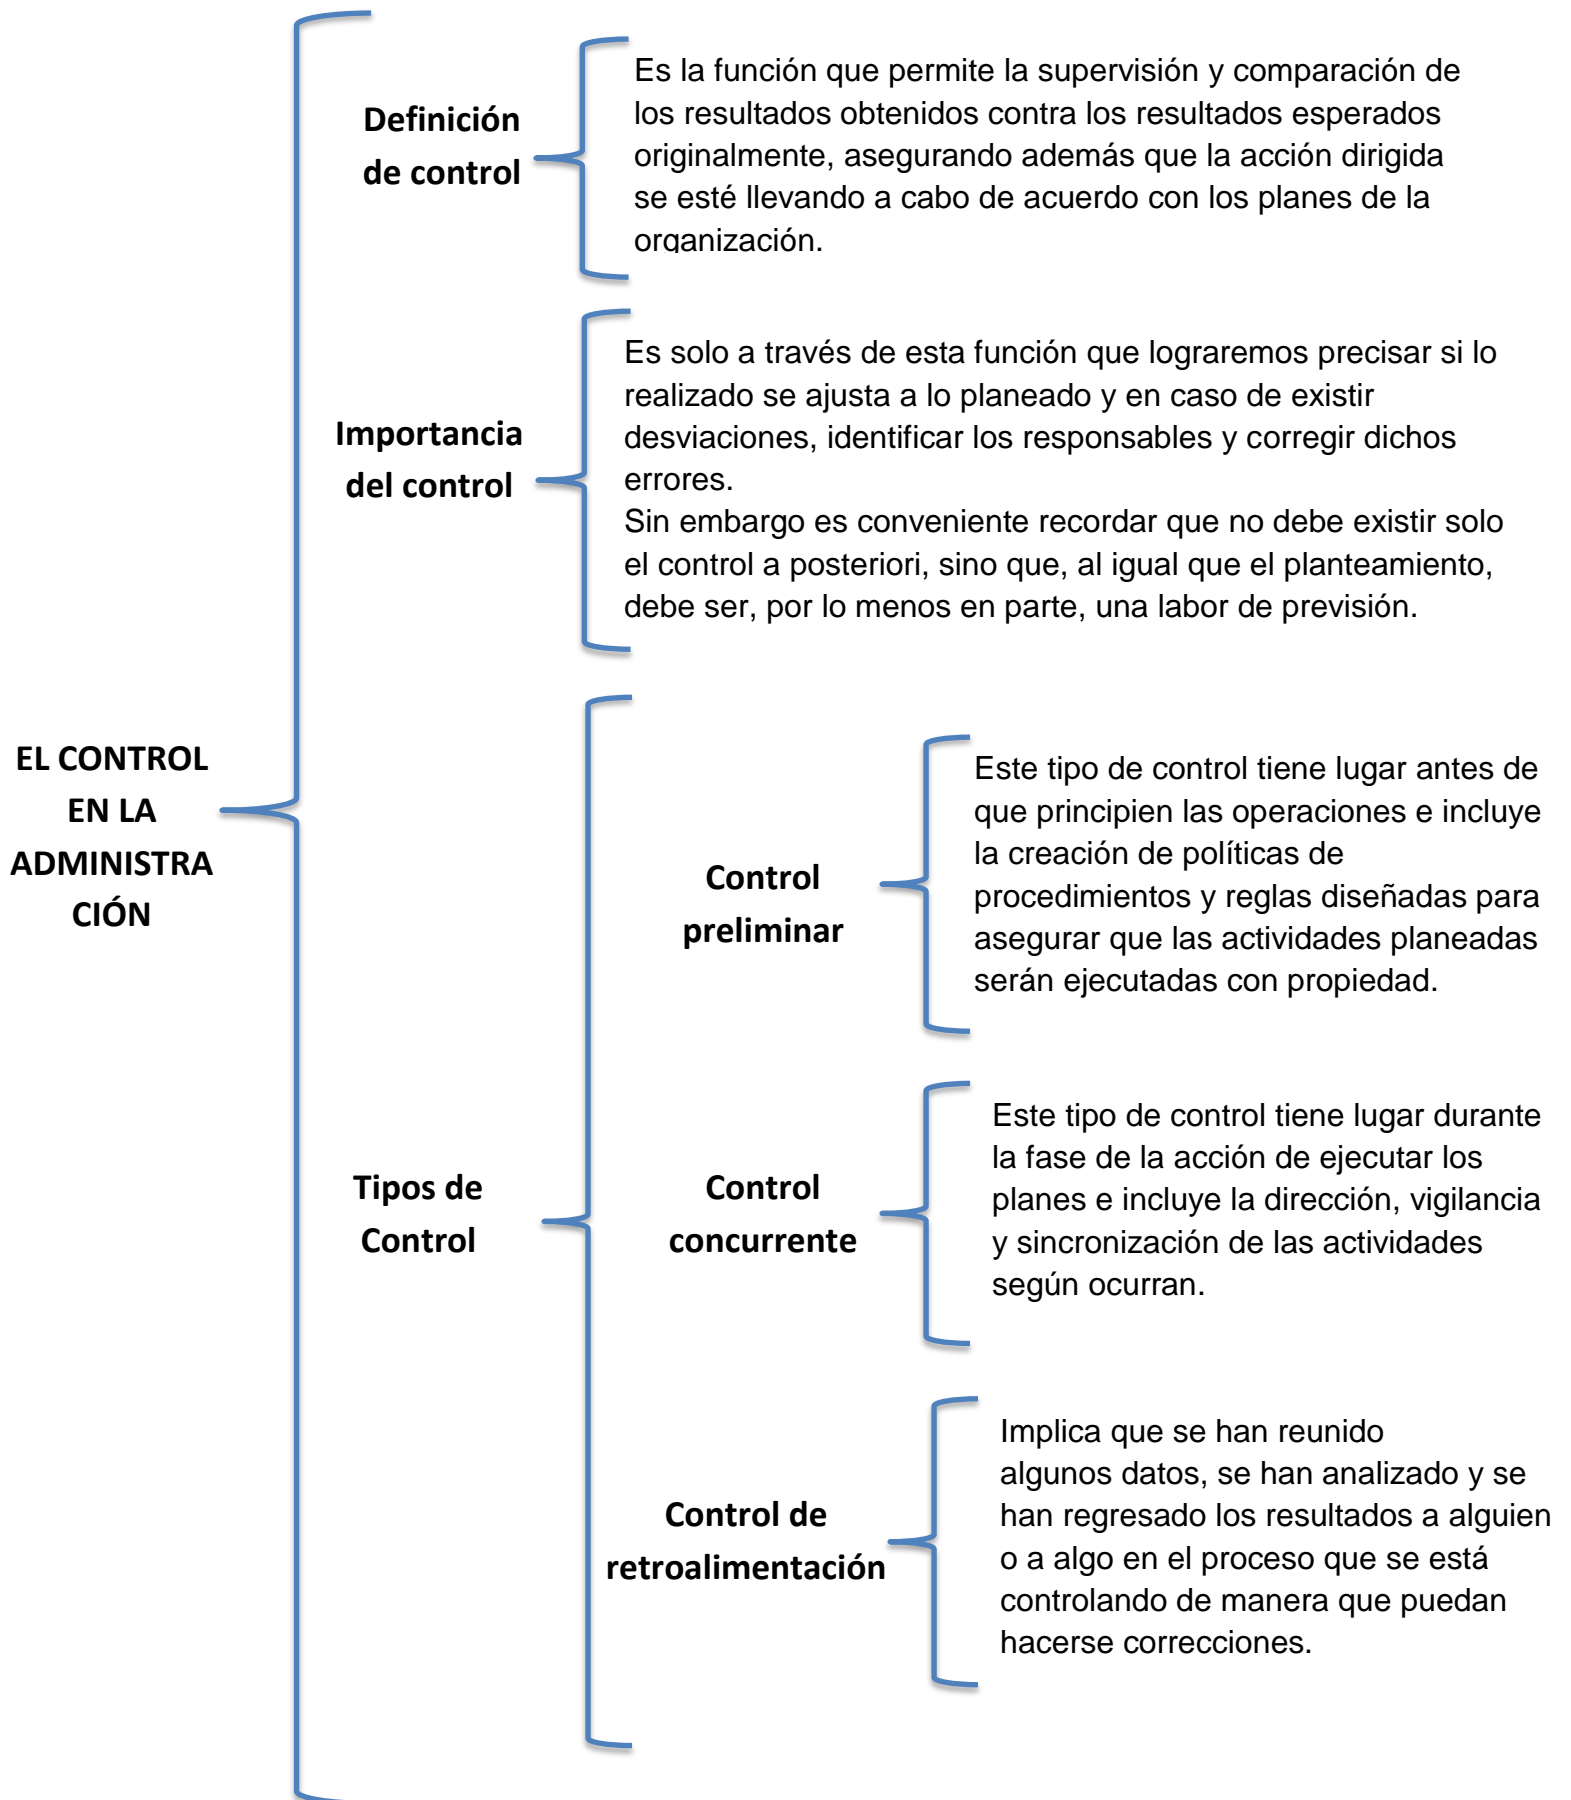 Definición
de control
Es la función que permite la supervisión y comparación de
los resultados obtenidos contra los resultados esperados
originalmente, asegurando además que la acción dirigida
se esté llevando a cabo de acuerdo con los planes de la
organización.
Importancia
del control
Es solo a través de esta función que lograremos precisar si lo
realizado se ajusta a lo planeado y en caso de existir
desviaciones, identificar los responsables y corregir dichos
errores.
Sin embargo es conveniente recordar que no debe existir solo
el control a posteriori, sino que, al igual que el planteamiento,
debe ser, por lo menos en parte, una labor de previsión.
EL CONTROL
EN LA
ADMINISTRA
CIÓN
Tipos de
Control
Control
preliminar
Este tipo de control tiene lugar antes de
que principien las operaciones e incluye
la creación de políticas de
procedimientos y reglas diseñadas para
asegurar que las actividades planeadas
serán ejecutadas con propiedad.
Control
concurrente
Este tipo de control tiene lugar durante
la fase de la acción de ejecutar los
planes e incluye la dirección, vigilancia
y sincronización de las actividades
según ocurran.
Control de
retroalimentación
Implica que se han reunido
algunos datos, se han analizado y se
han regresado los resultados a alguien
o a algo en el proceso que se está
controlando de manera que puedan
hacerse correcciones.